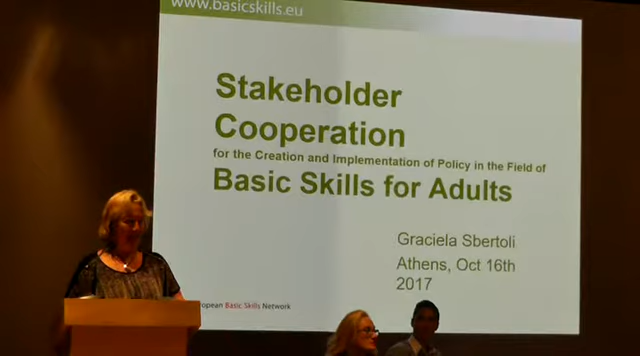 www.basicskills.eu
Stakeholder
Cooperation
for the Creation and Implementation of Policy in the Field of
Basic Skills for Adults
Graciela Sbertoli
Athens, Oct 16th
2017
Basic Skills Network